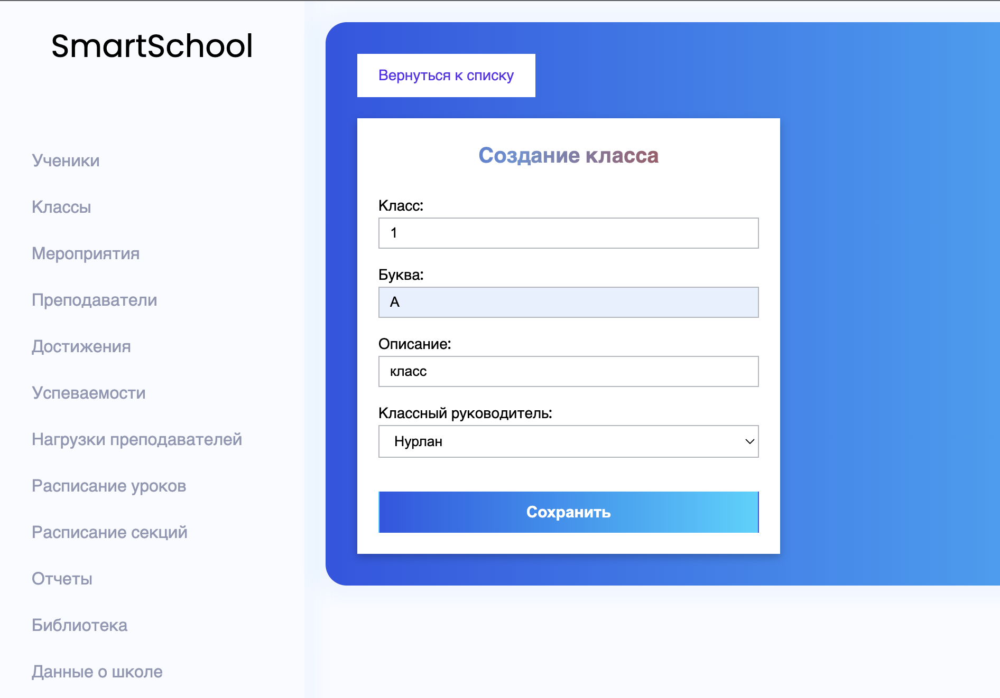 SmartSchool
Ученики
Классы
Мероприятия
Преподаватели
Достижения
Успеваемости
Нагрузки преподавателей
Расписание уроков
Расписание секций
Отчеты
Библиотека
Данные о школе
Вернуться к списку
Создание класса
Класс:
1
Буква:
А
Описание:
класс
Классный руководитель:
Нурлан
Сохранить